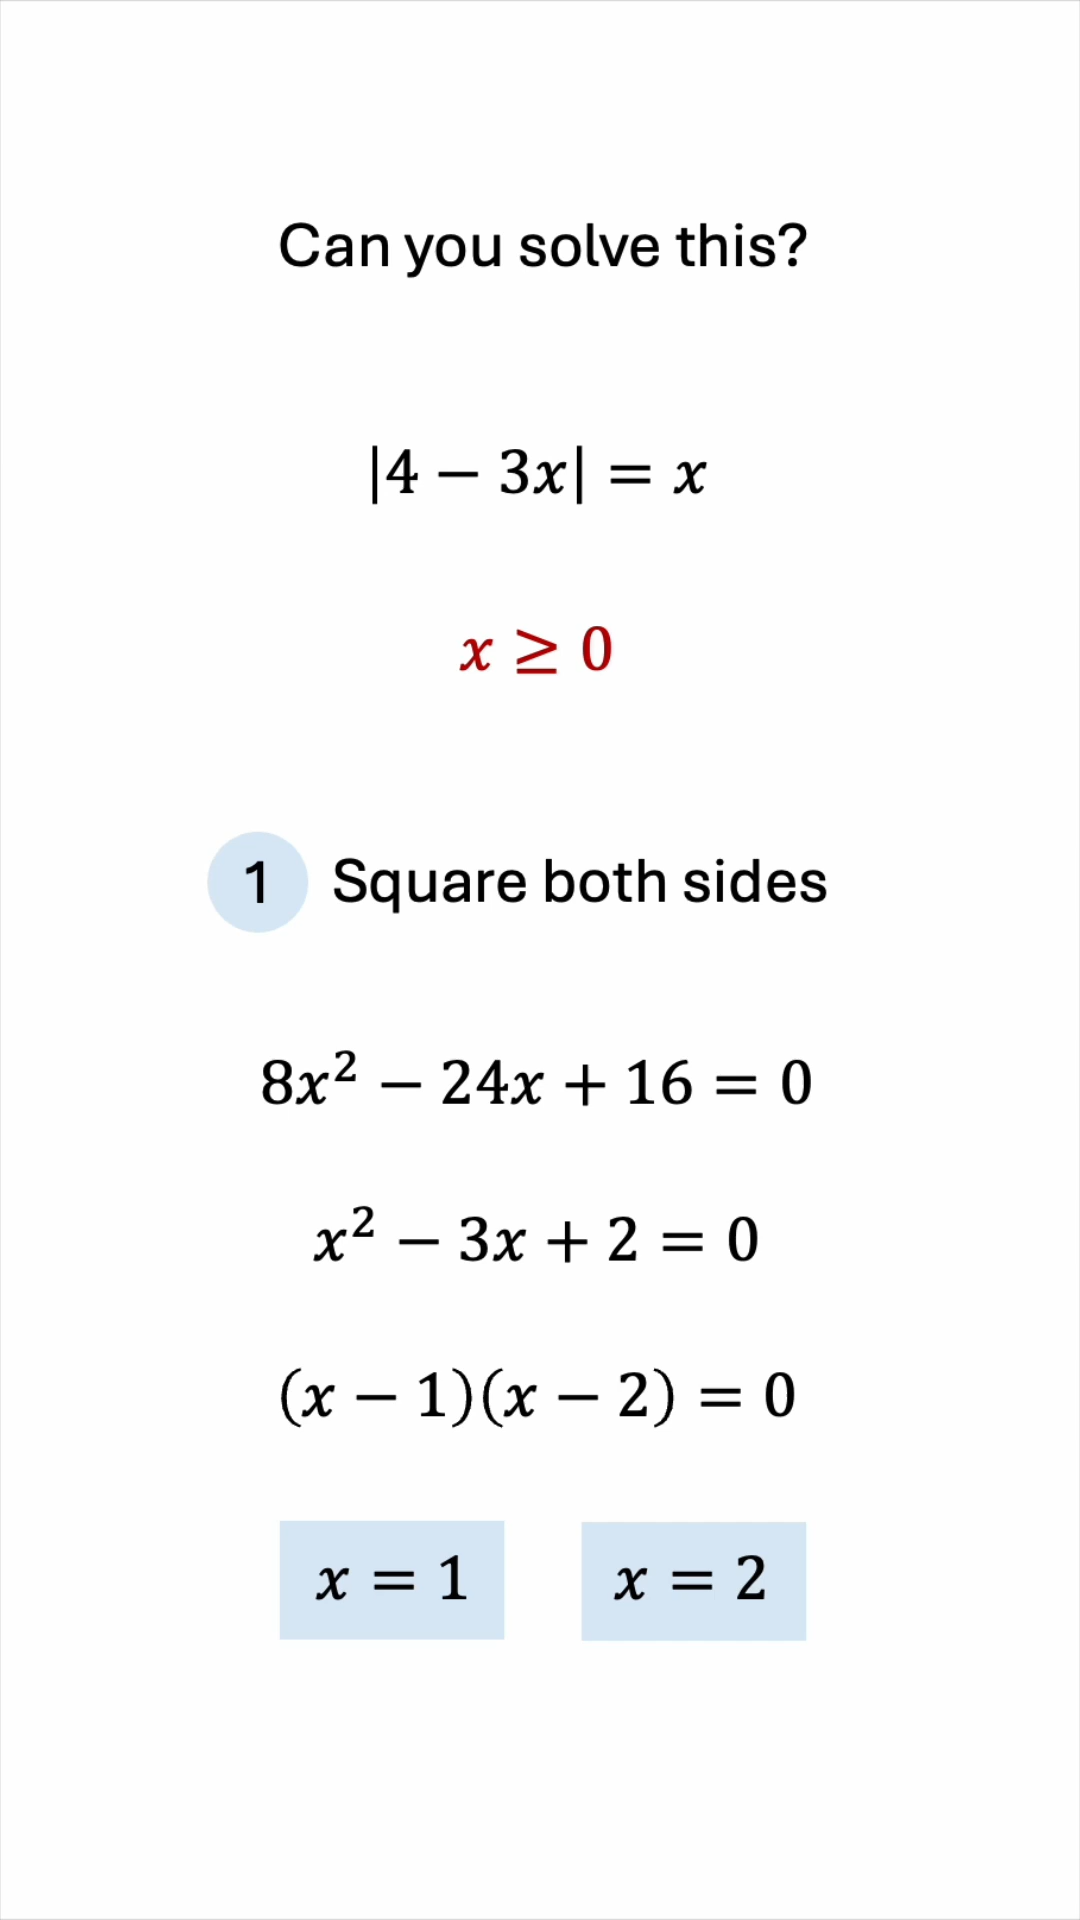 Can you solve this?
|4 − 3x| = x
x ≥ 0
1 Square both sides
8x² − 24x + 16 = 0
x² − 3x + 2 = 0
(x − 1)(x − 2) = 0
x = 1 x = 2